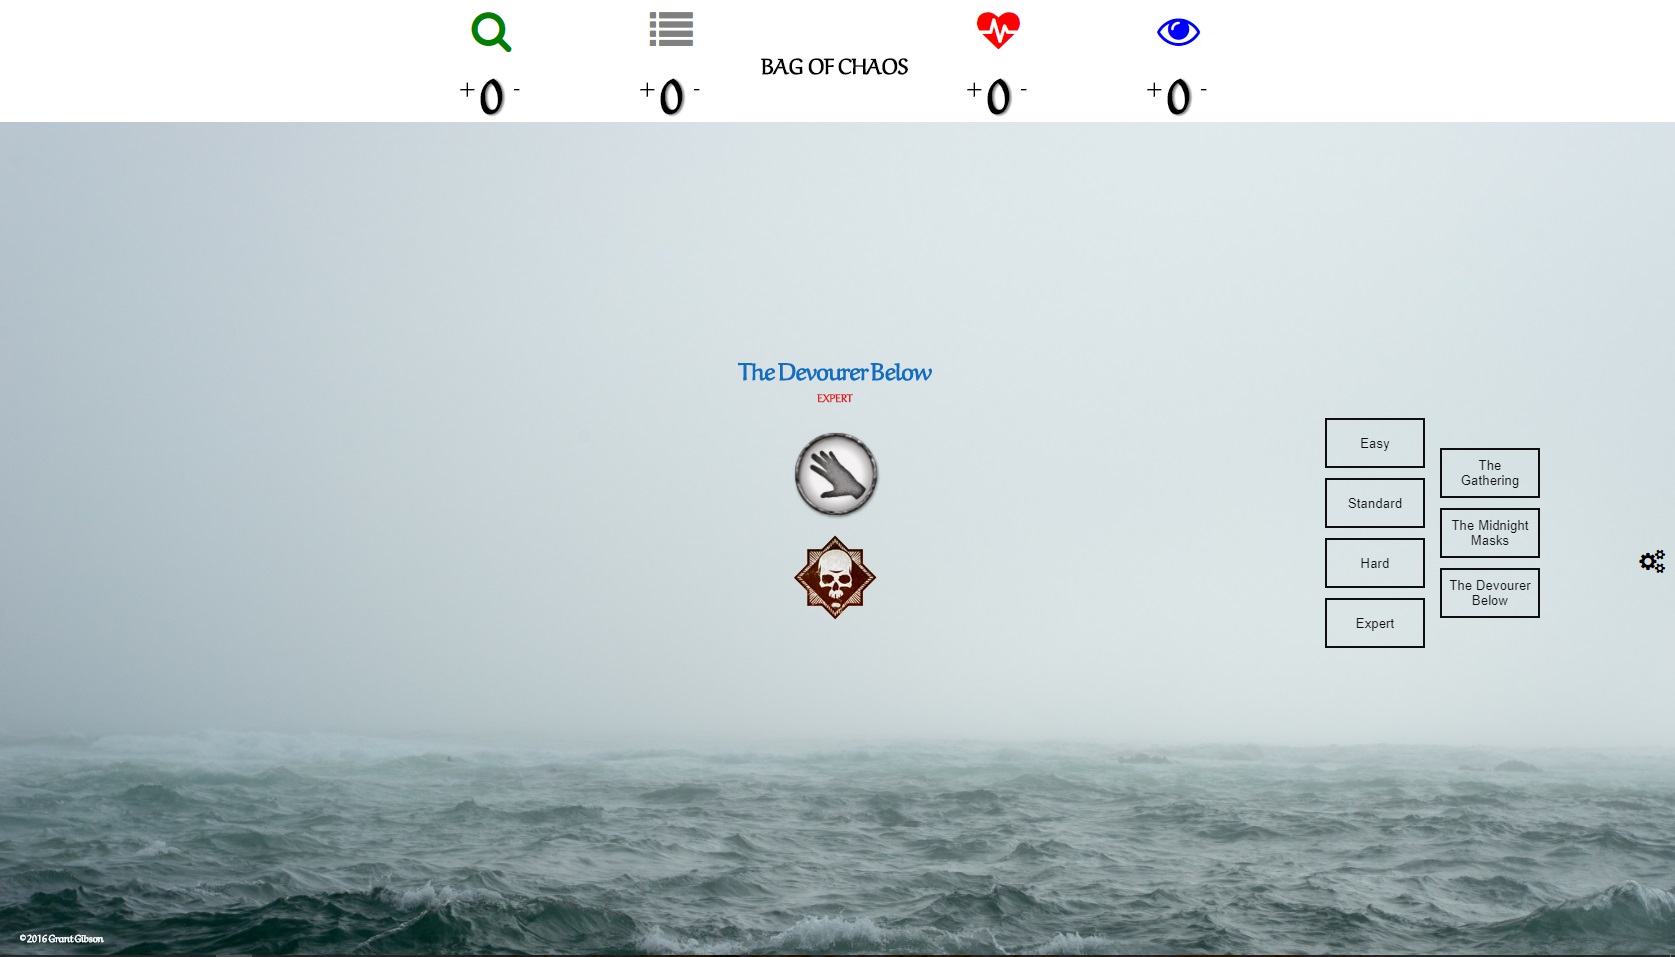 BAG OF CHAOS
+ 0 -
+ 0 -
+ 0 -
+ 0 -
The Devourer Below
EXPERT
Easy
Standard
Hard
Expert
The
Gathering
The Midnight
Masks
The Devourer
Below
©2016 Grant Gibson